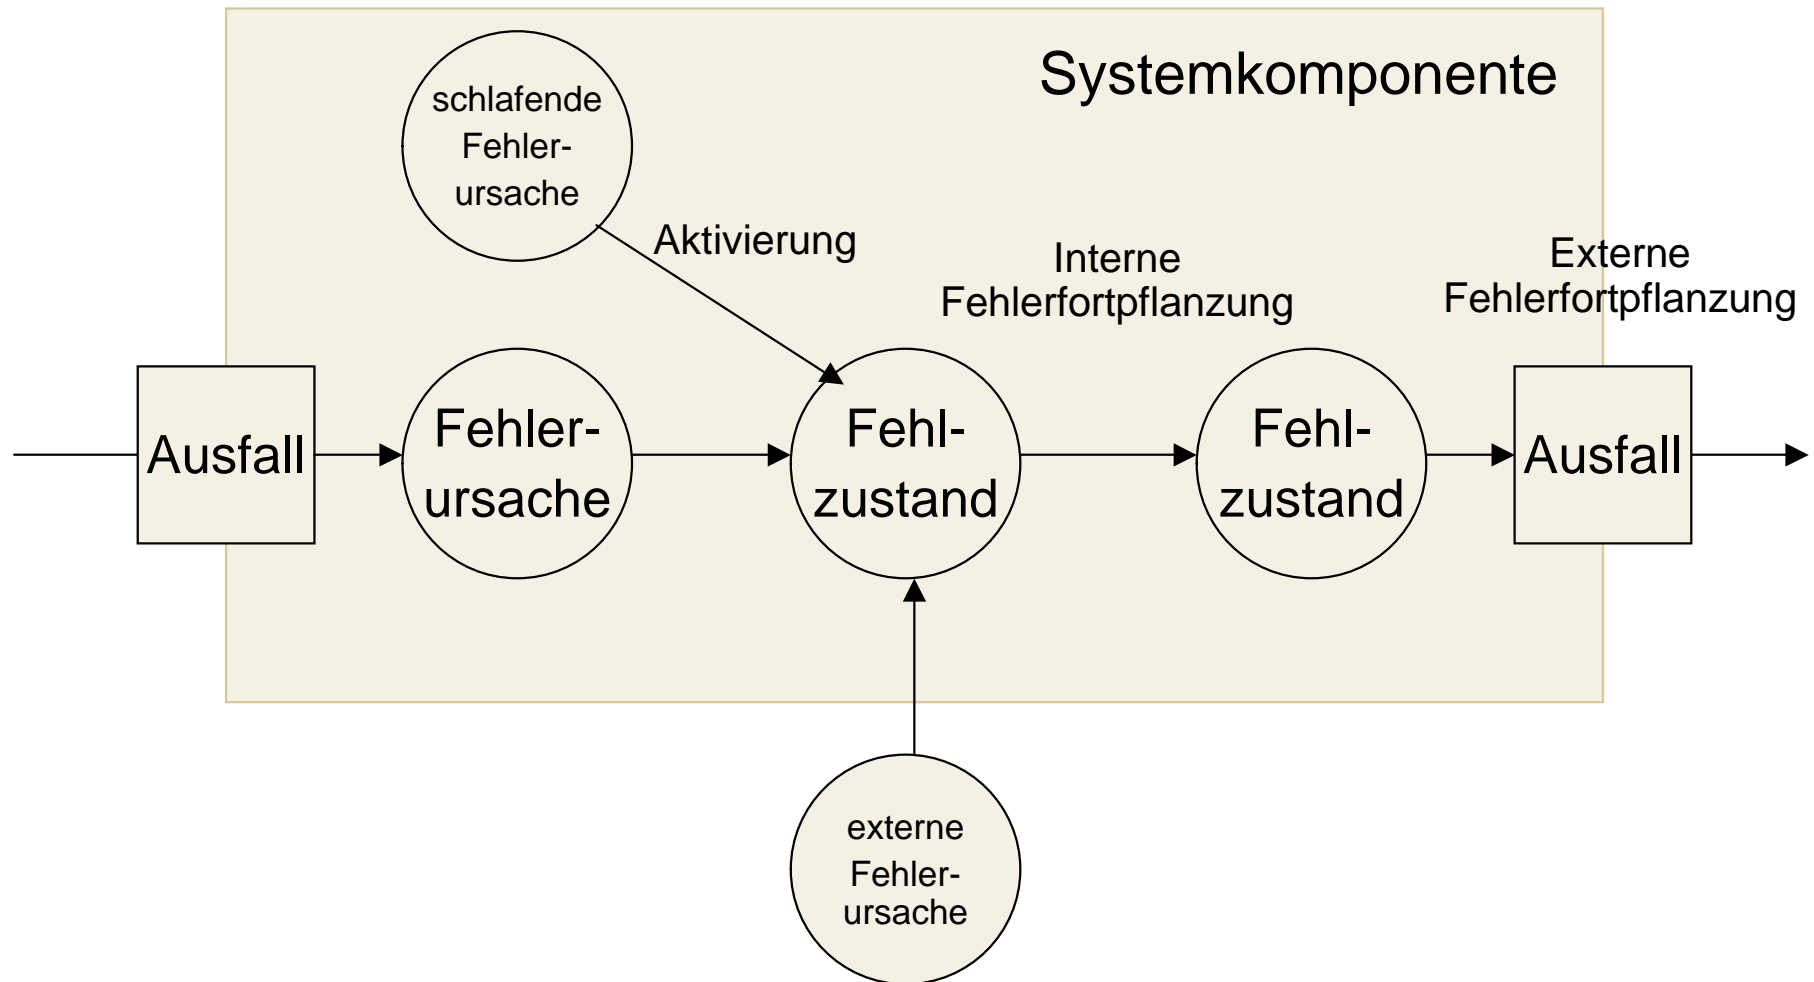 Systemkomponente
schlafende
Fehler-
ursache
Aktivierung
Interne
Fehlerfortpflanzung
Externe
Fehlerfortpflanzung
Ausfall
Fehler-
ursache
Fehl-
zustand
Fehl-
zustand
Ausfall
externe
Fehler-
ursache